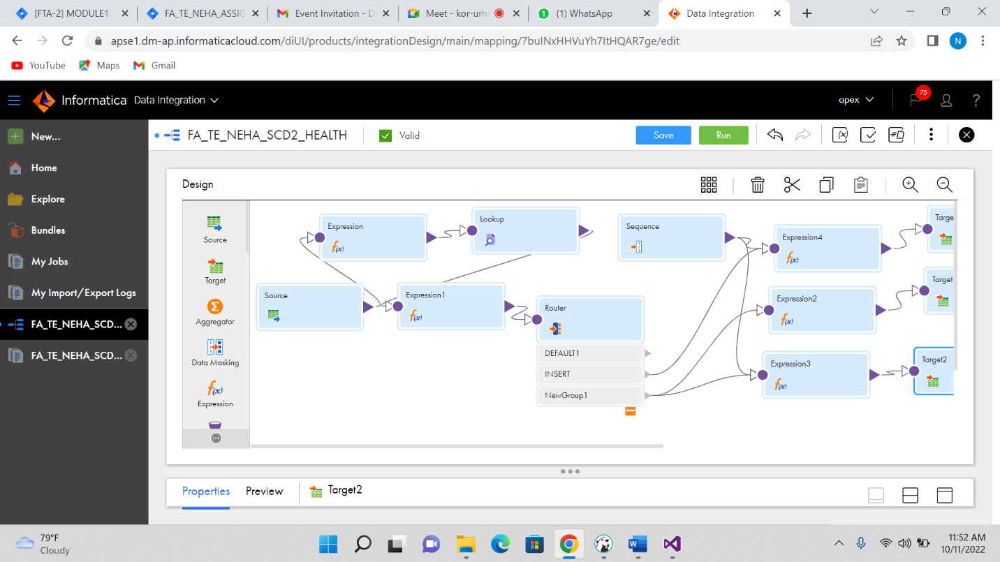 [FTA-2] MODULE1 -
FA_TE_NEHA_ASSIG
Event Invitation - D
Meet - kor-urh
(1) WhatsApp
Data Integration
apse1.dm-ap.informaticacloud.com/diUI/products/integrationDesign/main/mapping/7buINxHHVuYh7ItHQAR7ge/edit
N
YouTube
Maps
Gmail
Informatica Data Integration
apex
75
?
New...
Home
Explore
Bundles
My Jobs
My Import/Export Logs
FA_TE_NEHA_SCD...
FA_TE_NEHA_SCD...
FA_TE_NEHA_SCD2_HEALTH
Valid
Save
Run
Design
Source
Target
Aggregator
Data Masking
f(x)
Expression
Expression
f(x)
Lookup
Sequence
Source
Expression1
f(x)
Router
DEFAULT1
INSERT
NewGroup1
Expression4
f(x)
Expression2
f(x)
Expression3
f(x)
Targe
Target
Target2
Properties
Preview
Target2
79°F
Cloudy
11:52 AM
10/11/2022